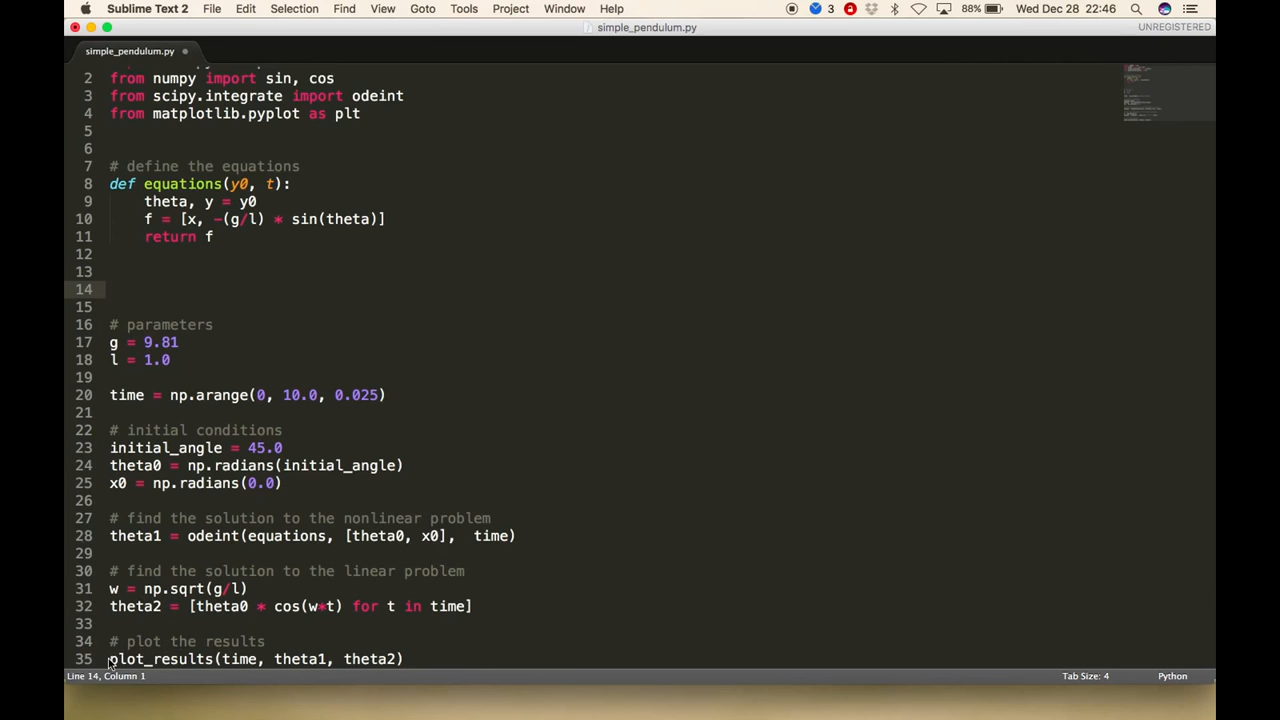 Sublime Text 2 File Edit Selection Find View Goto Tools Project Window Help 3 88% Wed Dec 28 22:46
simple_pendulum.py UNREGISTERED
simple_pendulum.py
2 from numpy import sin, cos
3 from scipy.integrate import odeint
4 from matplotlib.pyplot as plt
5
6
7 # define the equations
8 def equations(y0, t):
9 theta, y = y0
10 f = [x, -(g/l) * sin(theta)]
11 return f
12
13
14
15
16 # parameters
17 g = 9.81
18 l = 1.0
19
20 time = np.arange(0, 10.0, 0.025)
21
22 # initial conditions
23 initial_angle = 45.0
24 theta0 = np.radians(initial_angle)
25 x0 = np.radians(0.0)
26
27 # find the solution to the nonlinear problem
28 theta1 = odeint(equations, [theta0, x0],  time)
29
30 # find the solution to the linear problem
31 w = np.sqrt(g/l)
32 theta2 = [theta0 * cos(w*t) for t in time]
33
34 # plot the results
35 plot_results(time, theta1, theta2)
Line 14, Column 1 Tab Size: 4 Python